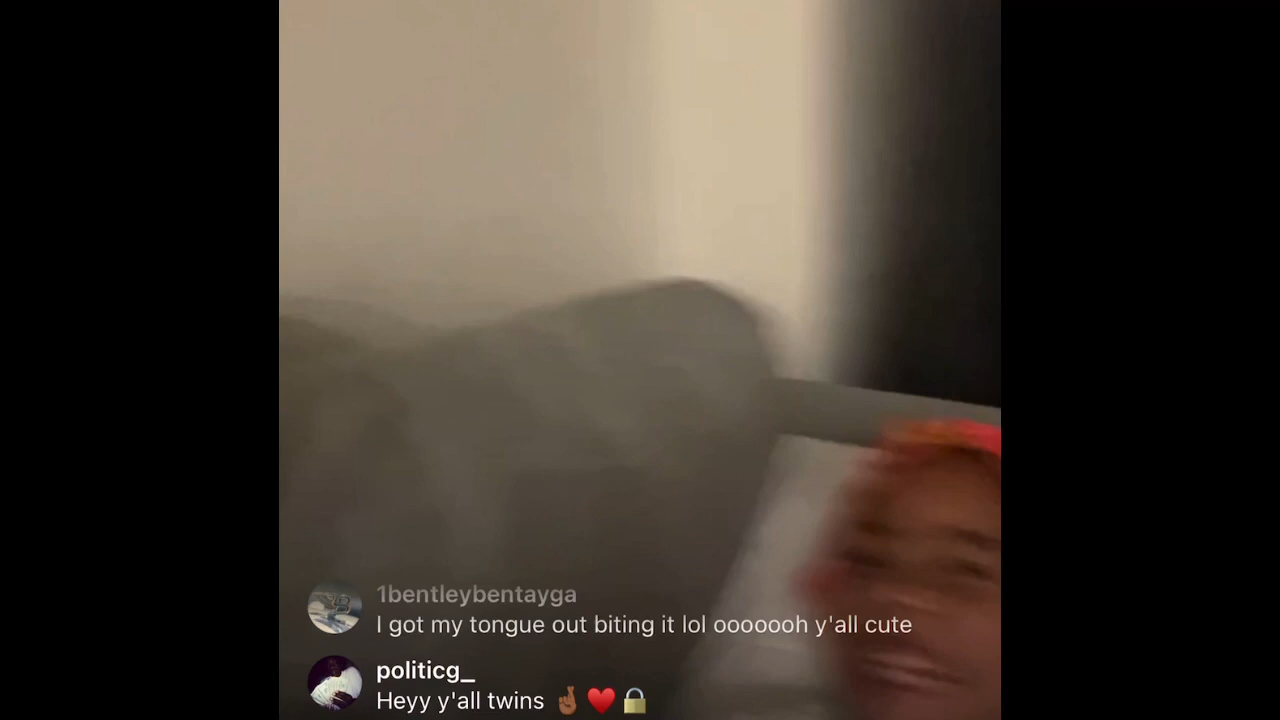 1bentleybentayga
I got my tongue out biting it lol ooooooh y'all cute
politicg_
Heyy y'all twins 🤞🏾❤️🔒